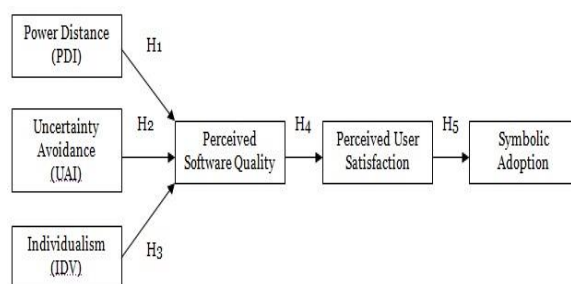 Power Distance
(PDI)
H1
Uncertainty
Avoidance
(UAI)
H2
Perceived
Software Quality
H4
Perceived User
Satisfaction
H5
Symbolic
Adoption
Individualism
(IDV)
H3